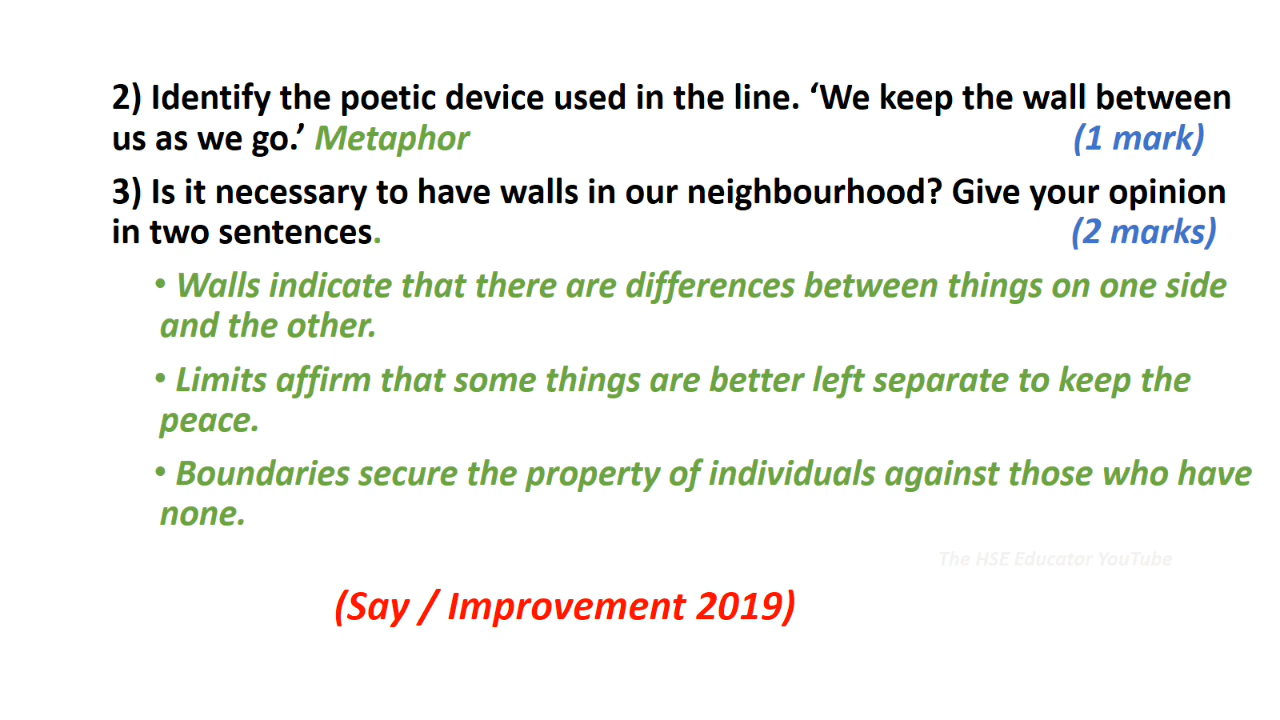 2) Identify the poetic device used in the line. ‘We keep the wall between
us as we go.’ Metaphor (1 mark)
3) Is it necessary to have walls in our neighbourhood? Give your opinion
in two sentences. (2 marks)
• Walls indicate that there are differences between things on one side
and the other.
• Limits affirm that some things are better left separate to keep the
peace.
• Boundaries secure the property of individuals against those who have
none.
The HSE Educator YouTube
(Say / Improvement 2019)